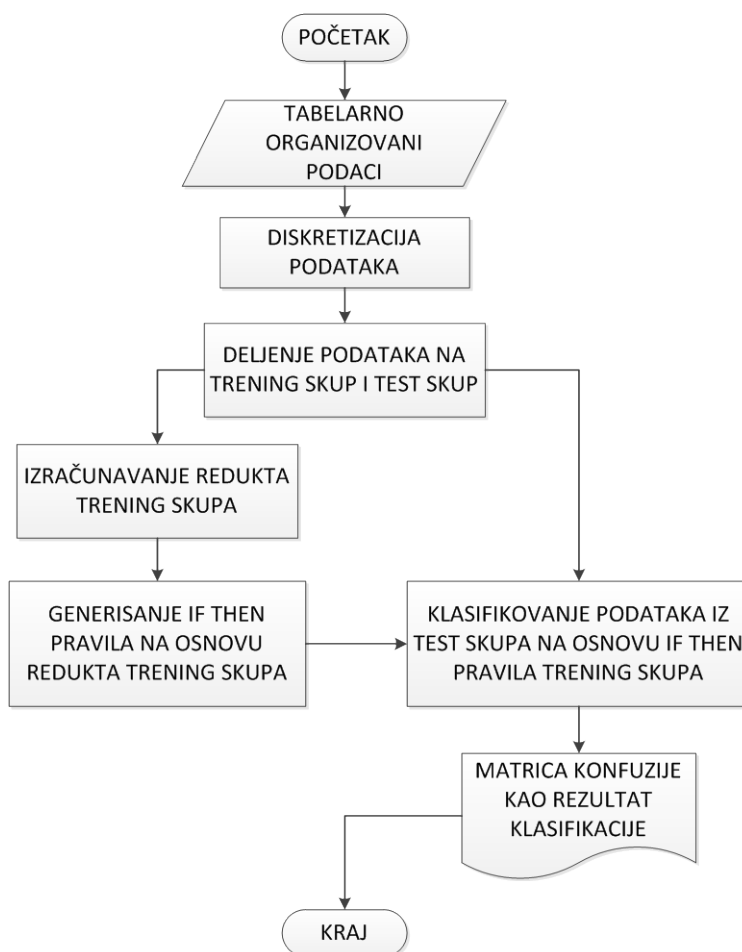 POČETAK
TABELARNO
ORGANIZOVANI
PODACI
DISKRETIZACIJA
PODATAKA
DELJENJE PODATAKA NA
TRENING SKUP I TEST SKUP
IZRAČUNAVANJE REDUKTA
TRENING SKUPA
GENERISANJE IF THEN
PRAVILA NA OSNOVU
REDUKTA TRENING SKUPA
KLASIFIKOVANJE PODATAKA IZ
TEST SKUPA NA OSNOVU IF THEN
PRAVILA TRENING SKUPA
MATRICA KONFUZIJE
KAO REZULTAT
KLASIFIKACIJE
KRAJ